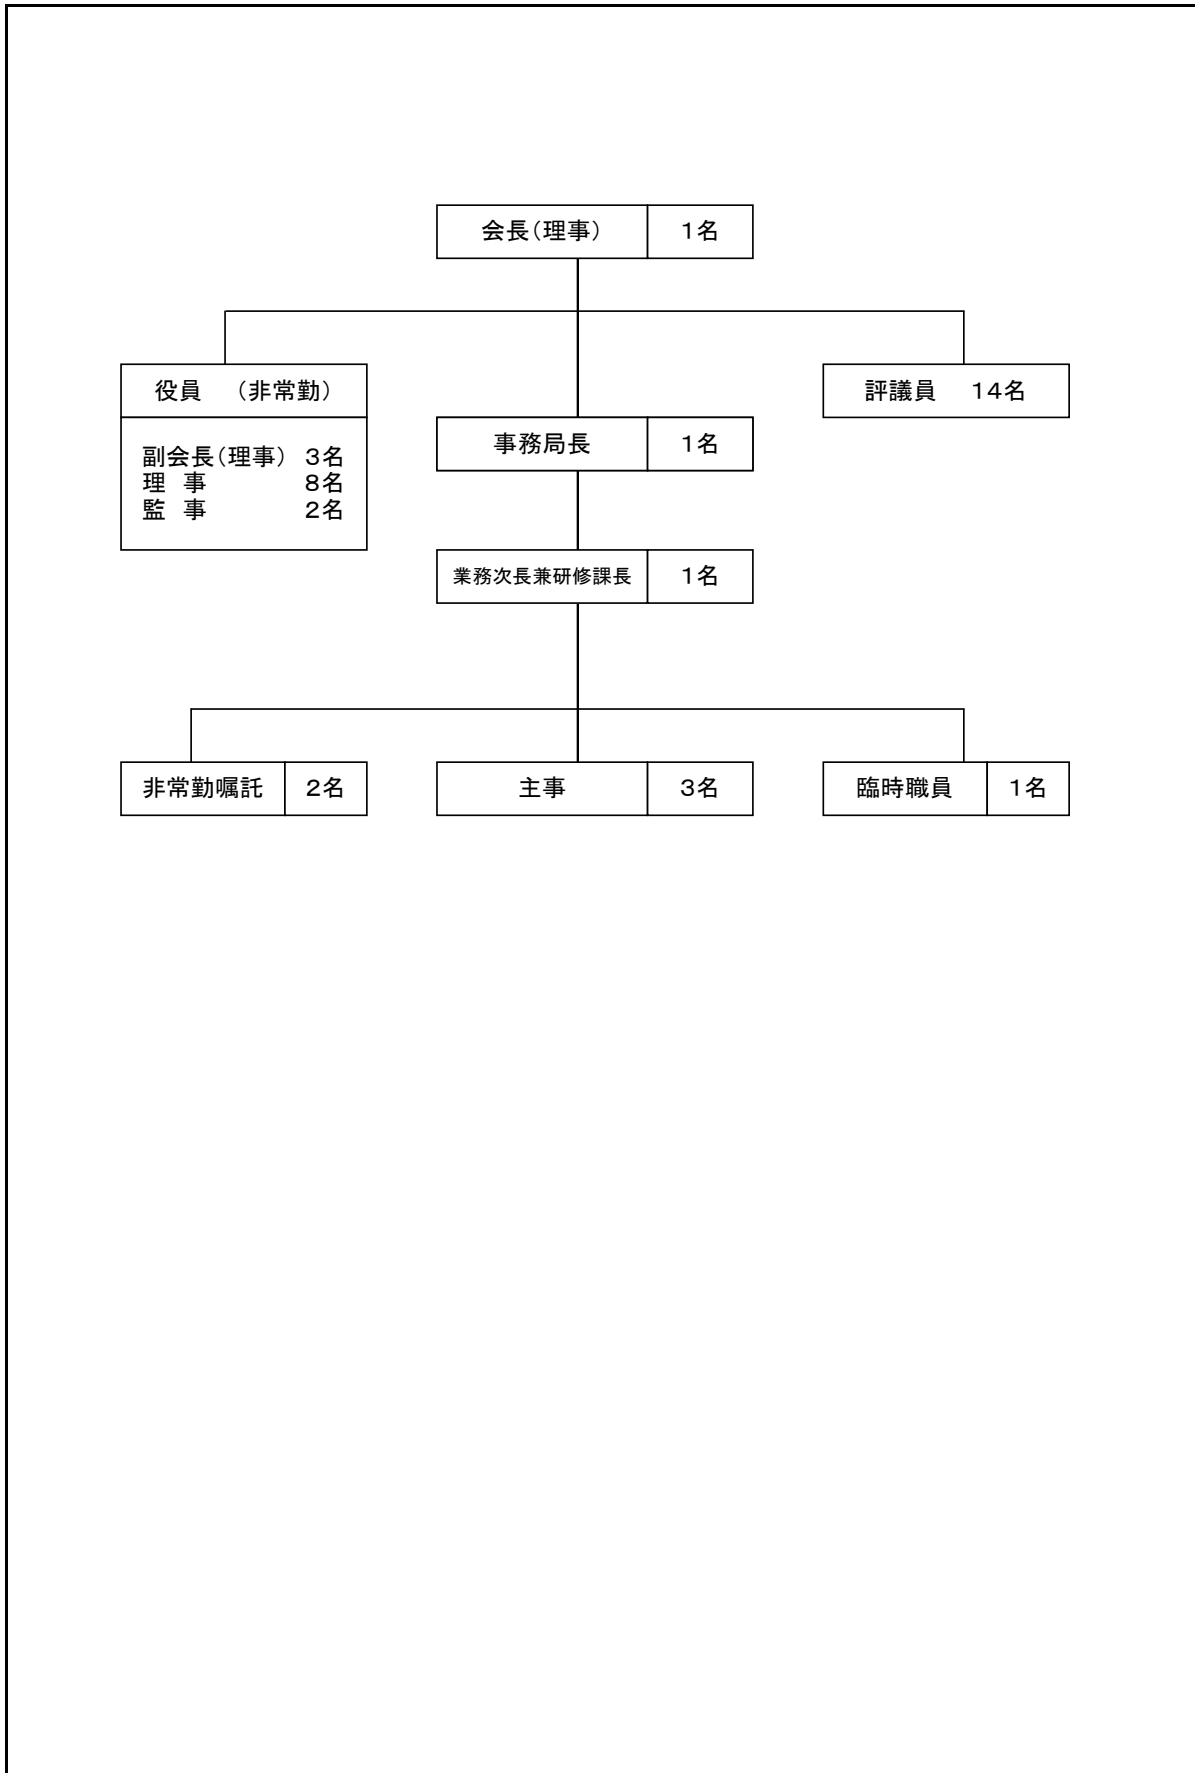 会長(理事) 1名
役員 (非常勤)
副会長(理事) 3名
理 事 8名
監 事 2名
評議員 14名
事務局長 1名
業務次長兼研修課長 1名
非常勤嘱託 2名
主事 3名
臨時職員 1名